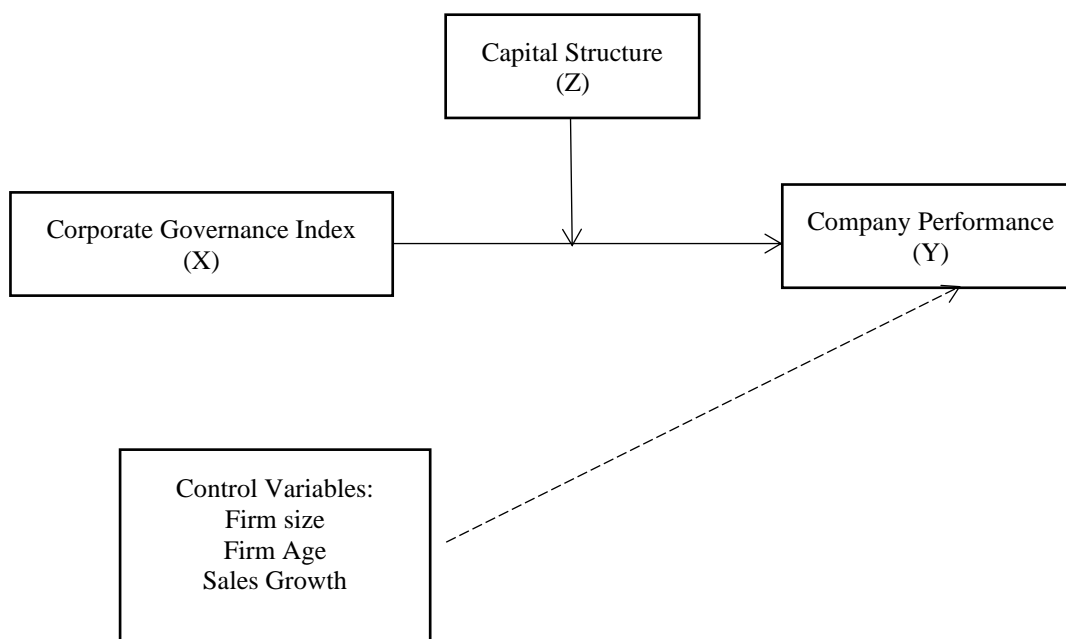 Capital Structure
(Z)
Corporate Governance Index
(X)
Company Performance
(Y)
Control Variables:
Firm size
Firm Age
Sales Growth